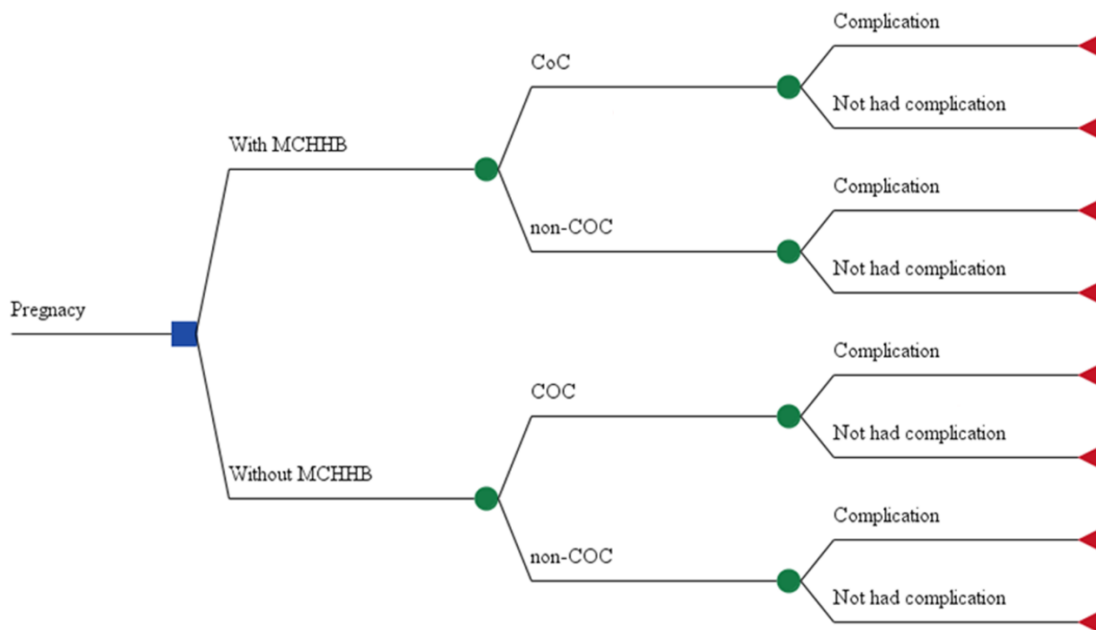 Complication
CoC
Not had complication
With MCHHB
Complication
non-COC
Not had complication
Pregnacy
Complication
COC
Not had complication
Without MCHHB
Complication
non-COC
Not had complication